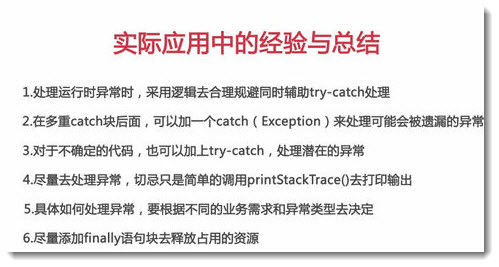 实际应用中的经验与总结
1.处理运行时异常时，采用逻辑去合理规避同时辅助try-catch处理
2.在多重catch块后面，可以加一个catch（Exception）来处理可能会被遗漏的异常
3.对于不确定的代码，也可以加上try-catch，处理潜在的异常
4.尽量去处理异常，切忌只是简单的调用printStackTrace()去打印输出
5.具体如何处理异常，要根据不同的业务需求和异常类型去决定
6.尽量添加finally语句块去释放占用的资源